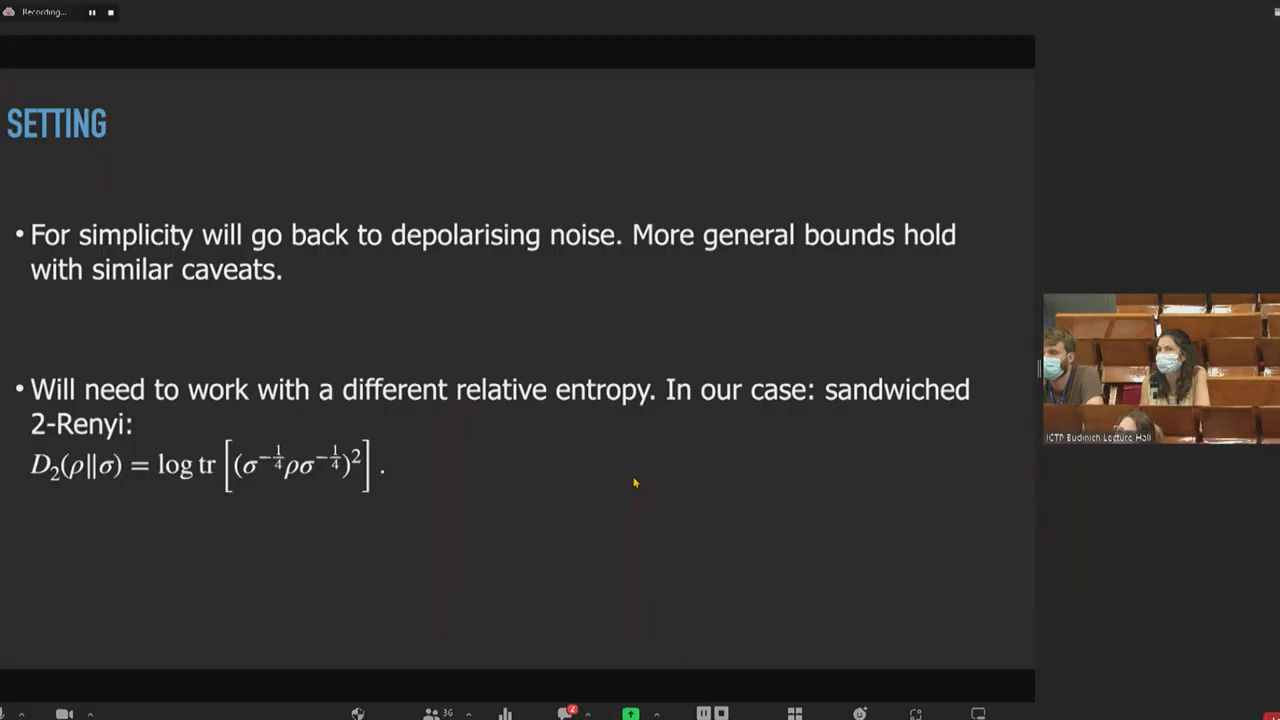 Recording...
SETTING
• For simplicity will go back to depolarising noise. More general bounds hold
with similar caveats.
• Will need to work with a different relative entropy. In our case: sandwiched
2-Renyi:
D₂(ρ‖σ) = log tr [(σ^{-1/4}ρσ^{-1/4})²] .
ICTP Budinich Lecture Hall
36
2